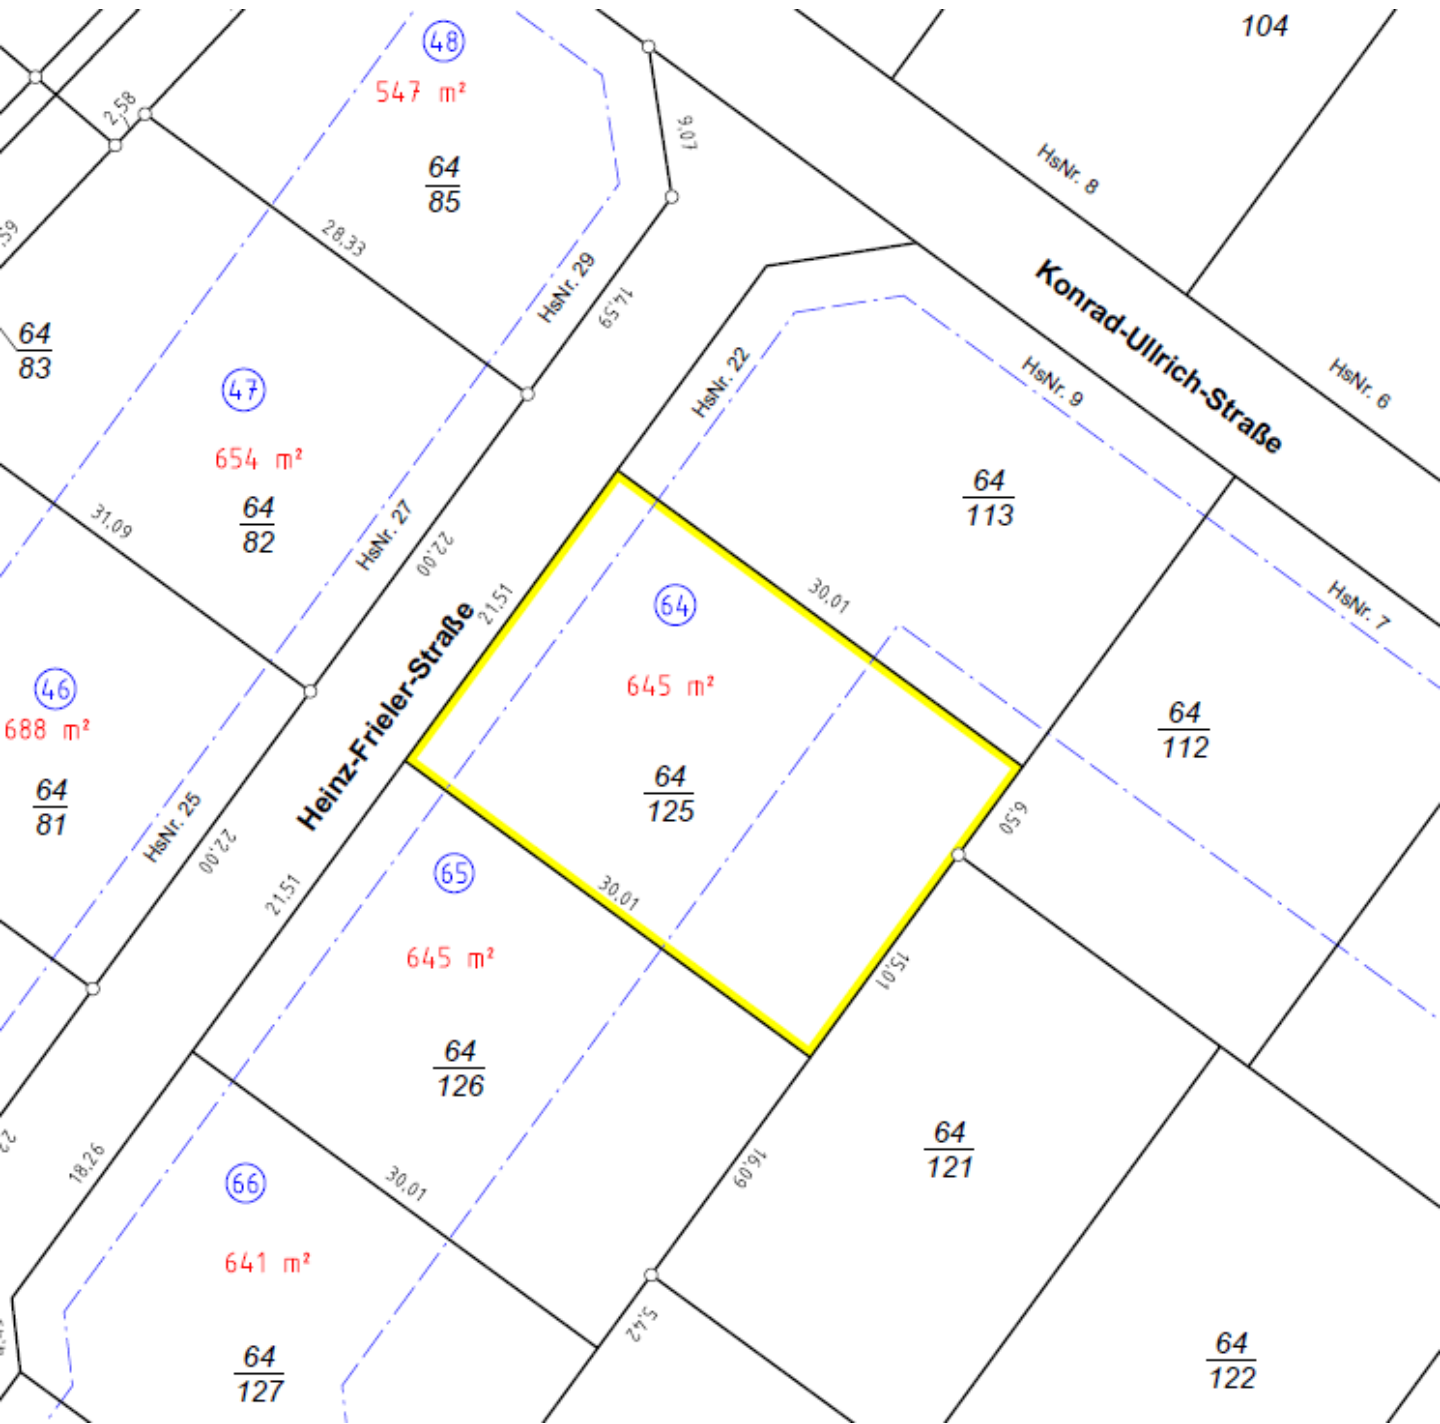 48
104
547 m²
2,58
9,07
64
85
HsNr. 8
28,33
HsNr. 29
14,59
Konrad-Ullrich-Straße
64
83
47
HsNr. 22
HsNr. 9
HsNr. 6
654 m²
64
82
31,09
HsNr. 27
22,00
64
113
21,51
64
30,01
HsNr. 7
46
688 m²
645 m²
Heinz-Frieler-Straße
64
112
64
81
HsNr. 25
22,00
64
125
6,50
65
21,51
30,01
645 m²
15,01
64
126
18,26
30,01
66
16,09
64
121
641 m²
5,42
64
127
64
122